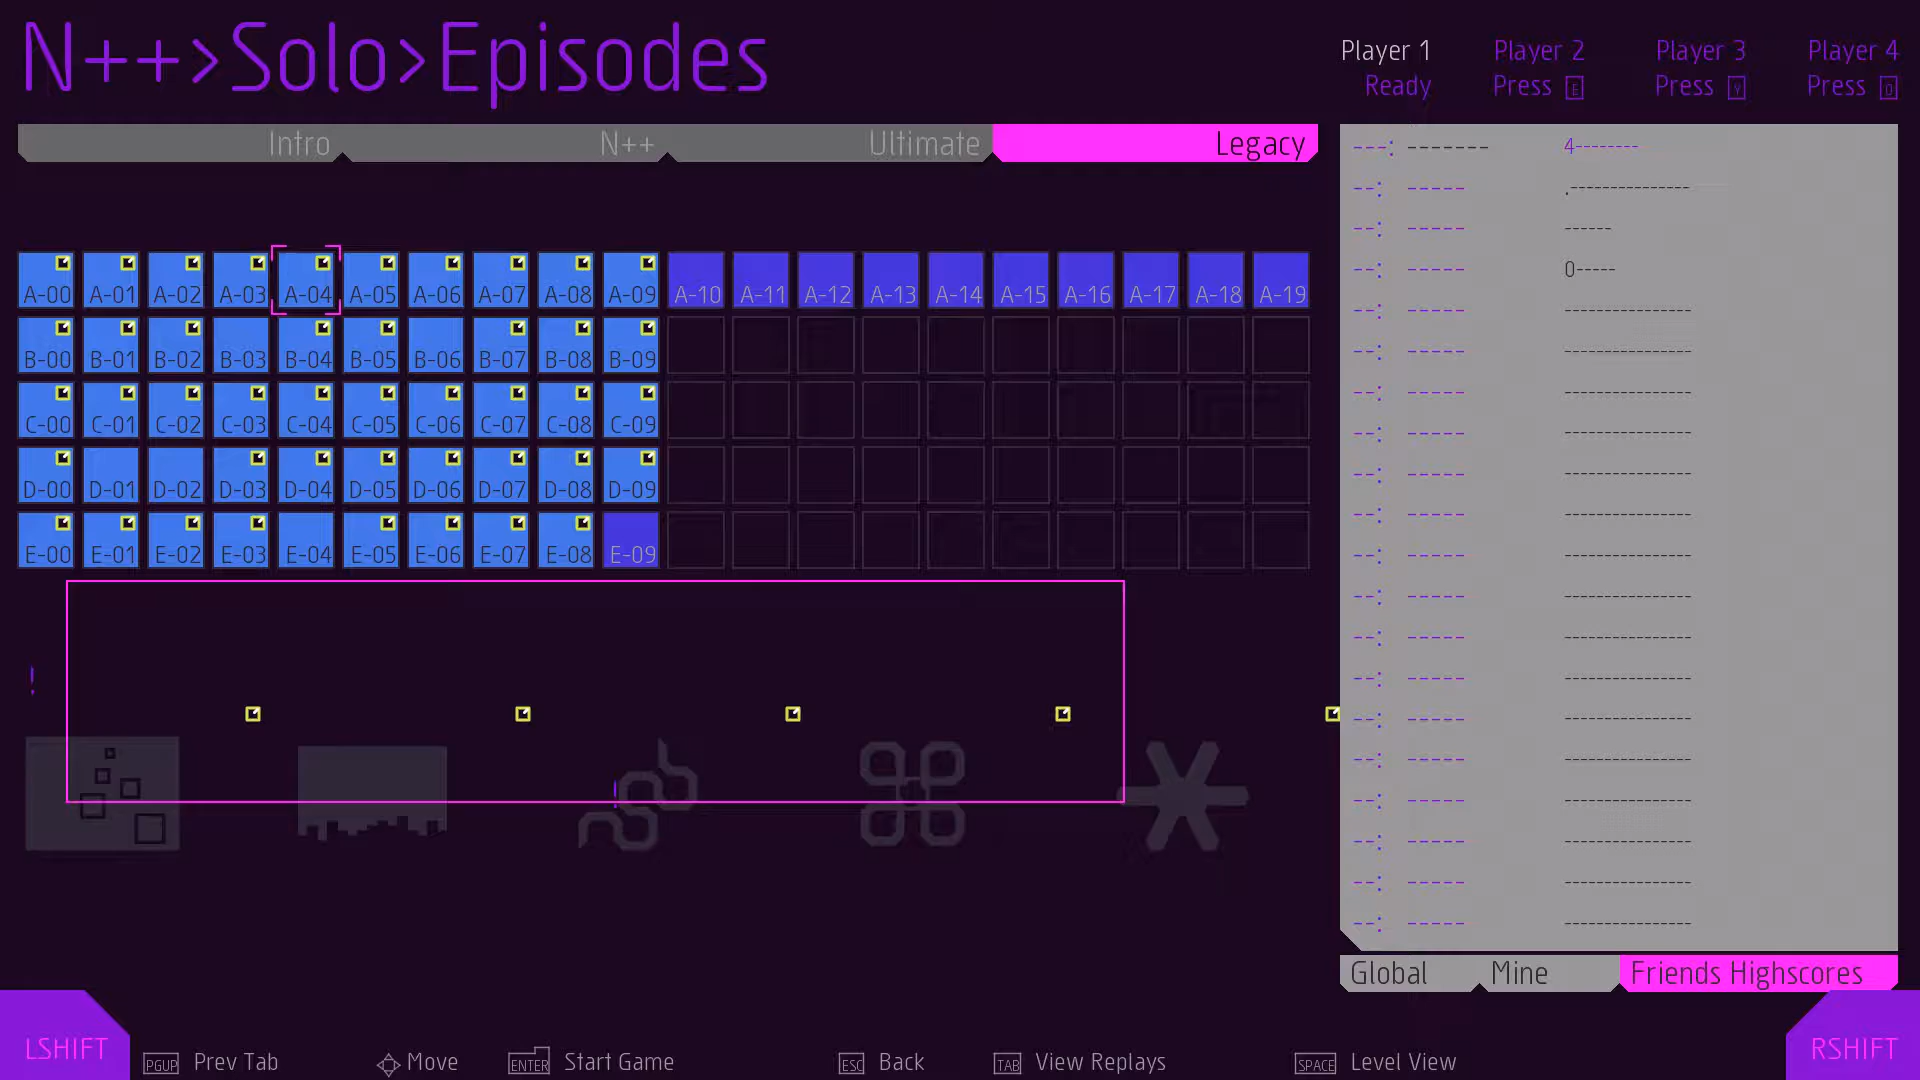 N++>Solo>Episodes
Player 1 Player 2 Player 3 Player 4
Ready Press E Press Y Press O
Intro N++ Ultimate Legacy
---: ------- 4--------
--: ----- .---------------
--: ----- ------
--: ----- 0-----
A-00 A-01 A-02 A-03 A-04 A-05 A-06 A-07 A-08 A-09 A-10 A-11 A-12 A-13 A-14 A-15 A-16 A-17 A-18 A-19
B-00 B-01 B-02 B-03 B-04 B-05 B-06 B-07 B-08 B-09
C-00 C-01 C-02 C-03 C-04 C-05 C-06 C-07 C-08 C-09
D-00 D-01 D-02 D-03 D-04 D-05 D-06 D-07 D-08 D-09
E-00 E-01 E-02 E-03 E-04 E-05 E-06 E-07 E-08 E-09
!
!
Global Mine Friends Highscores
LSHIFT PGUP Prev Tab Move ENTER Start Game ESC Back TAB View Replays SPACE Level View RSHIFT